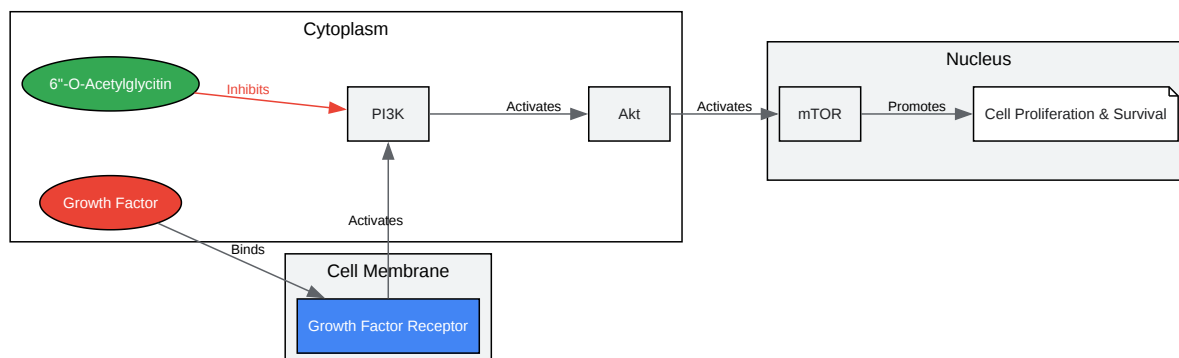 Cytoplasm
Nucleus
6"-O-Acetylglycitin
Inhibits
PI3K
Activates
Akt
Activates
mTOR
Promotes
Cell Proliferation & Survival
Growth Factor
Activates
Binds
Cell Membrane
Growth Factor Receptor